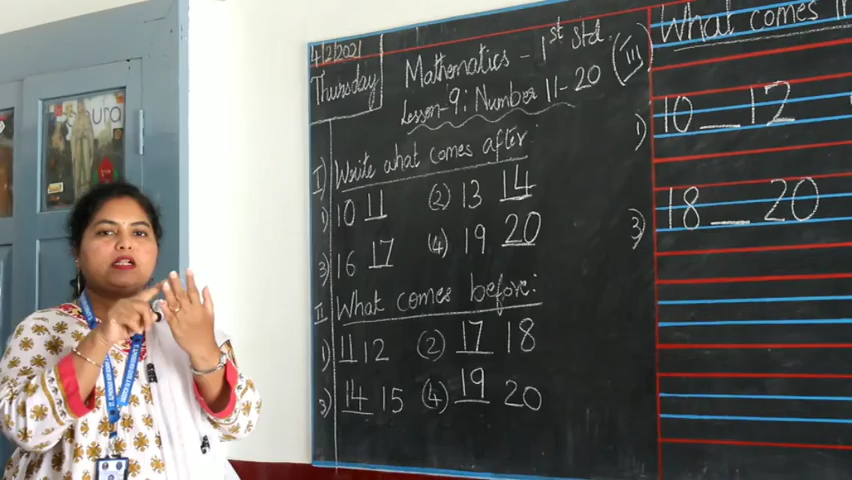 4/2/2021
Thursday
Mathematics - 1st std.
Lesson-9: Number 11-20
I) Write what comes after:
1) 10 11 (2) 13 14
3) 16 17 (4) 19 20
II What comes before:
1) 11 12 (2) 17 18
3) 14 15 (4) 19 20
(III) What comes in
1) 10 __ 12
3) 18 __ 20